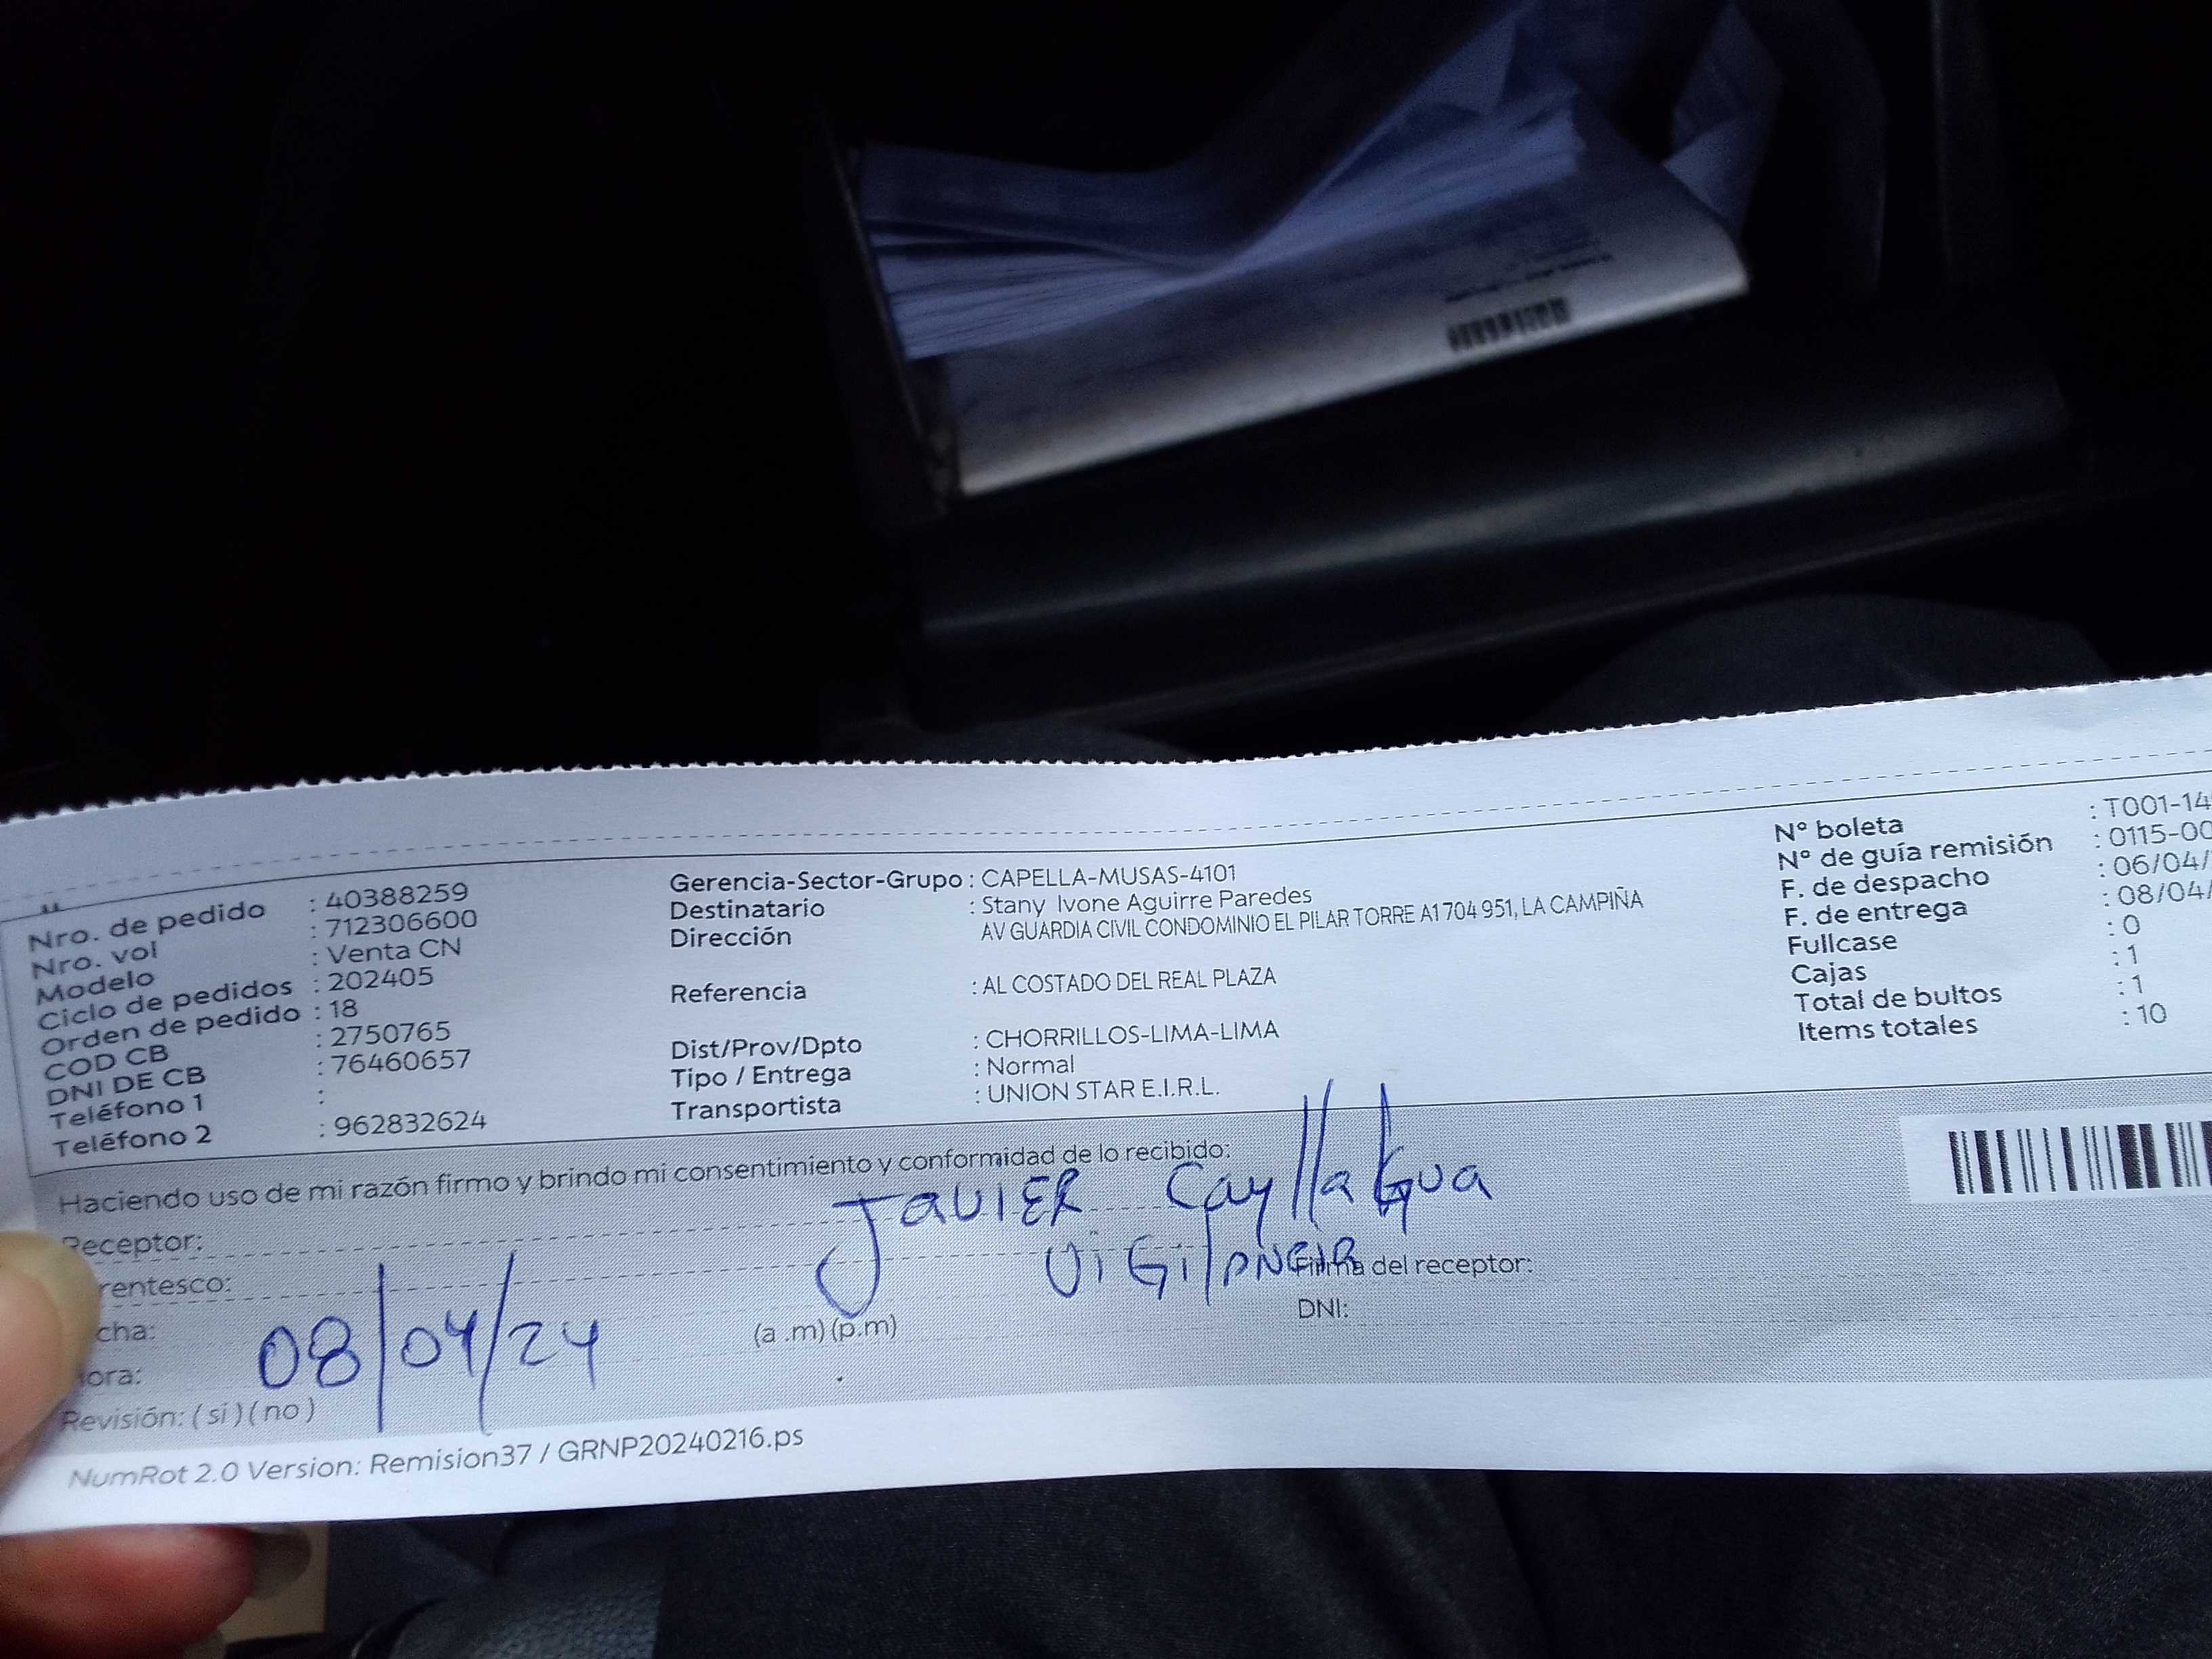 Nro. de pedido : 40388259
Nro. vol : 712306600
Modelo : Venta CN
Ciclo de pedidos : 202405
Orden de pedido : 18
COD CB : 2750765
DNI DE CB : 76460657
Teléfono 1 :
Teléfono 2 : 962832624
Gerencia-Sector-Grupo : CAPELLA-MUSAS-4101
Destinatario : Stany Ivone Aguirre Paredes
Dirección AV GUARDIA CIVIL CONDOMINIO EL PILAR TORRE A1 704 951, LA CAMPIÑA
Referencia : AL COSTADO DEL REAL PLAZA
Dist/Prov/Dpto : CHORRILLOS-LIMA-LIMA
Tipo / Entrega : Normal
Transportista : UNION STAR E.I.R.L.
N° boleta : T001-14
N° de guía remisión : 0115-00
F. de despacho : 06/04/
F. de entrega : 08/04/
Fullcase : 0
Cajas : 1
Total de bultos : 1
Items totales : 10
Haciendo uso de mi razón firmo y brindo mi consentimiento y conformidad de lo recibido:
Receptor: JAVIER Cayllagua
rentesco: ViGilANCiA Firma del receptor:
cha: 08/04/24 (a .m) (p.m) DNI:
ora:
Revisión: ( si ) ( no )
NumRot 2.0 Version: Remision37 / GRNP20240216.ps